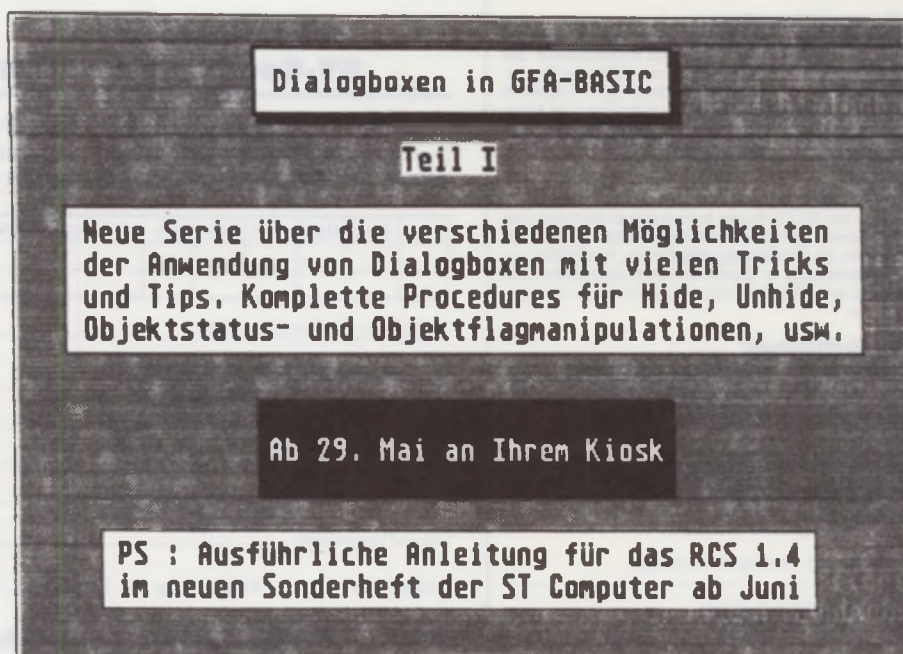 Dialogboxen in GFA-BASIC
Teil I
Neue Serie über die verschiedenen Möglichkeiten
der Anwendung von Dialogboxen mit vielen Tricks
und Tips. Komplette Procedures für Hide, Unhide,
Objektstatus- und Objektflagmanipulationen, usw.
Ab 29. Mai an Ihrem Kiosk
PS : Ausführliche Anleitung für das RCS 1.4
im neuen Sonderheft der ST Computer ab Juni